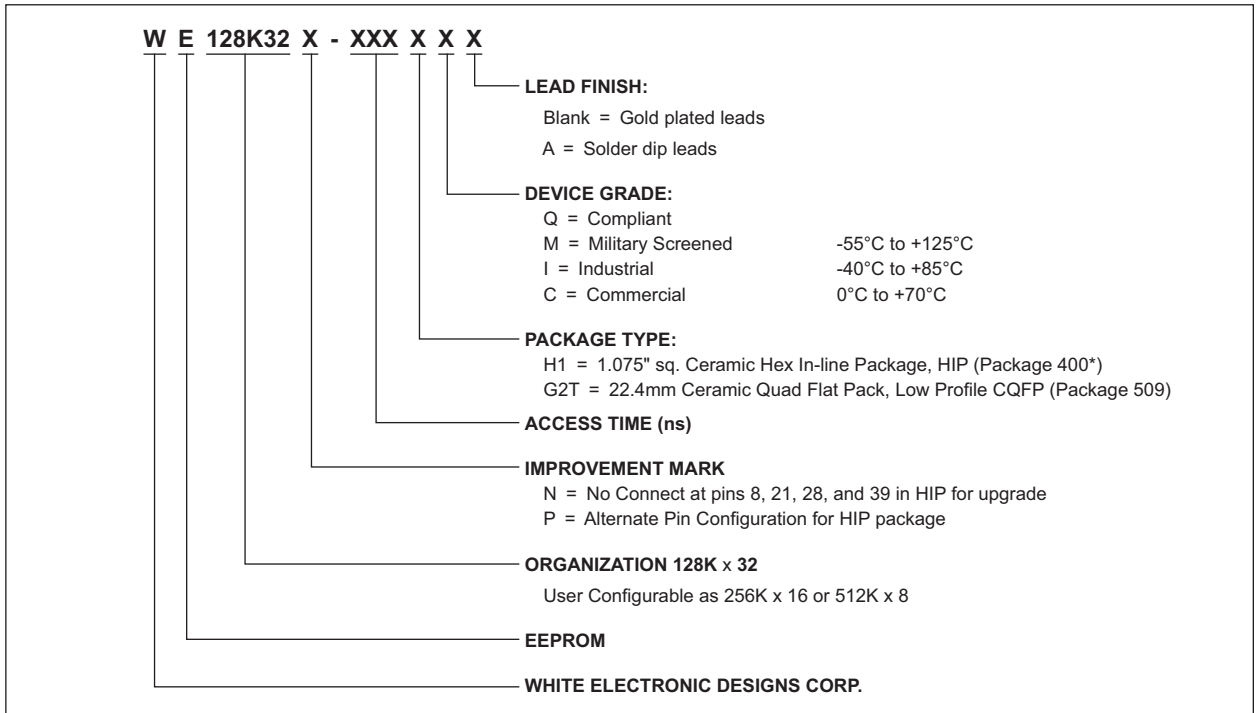 W E 128K32 X - XXX X X X
LEAD FINISH:
Blank = Gold plated leads
A = Solder dip leads
DEVICE GRADE:
Q = Compliant
M = Military Screened -55°C to +125°C
I = Industrial -40°C to +85°C
C = Commercial 0°C to +70°C
PACKAGE TYPE:
H1 = 1.075" sq. Ceramic Hex In-line Package, HIP (Package 400*)
G2T = 22.4mm Ceramic Quad Flat Pack, Low Profile CQFP (Package 509)
ACCESS TIME (ns)
IMPROVEMENT MARK
N = No Connect at pins 8, 21, 28, and 39 in HIP for upgrade
P = Alternate Pin Configuration for HIP package
ORGANIZATION 128K x 32
User Configurable as 256K x 16 or 512K x 8
EEPROM
WHITE ELECTRONIC DESIGNS CORP.